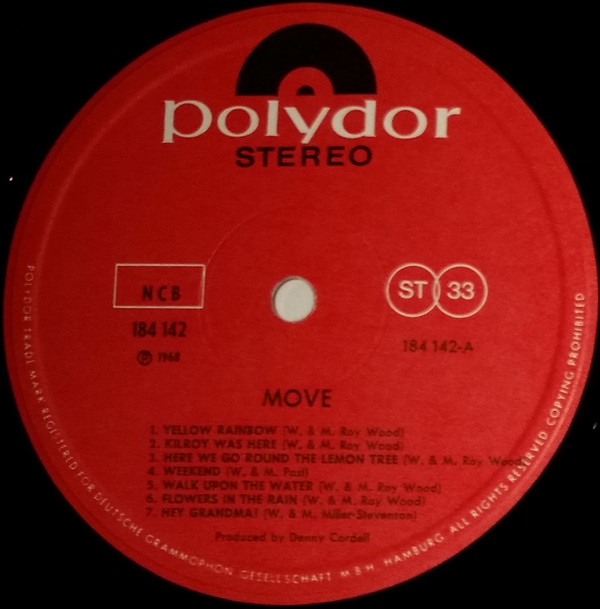 polydor
STEREO
NCB
ST 33
184 142
184 142-A
℗ 1968
MOVE
1. YELLOW RAINBOW (W. & M. Roy Wood)
2. KILROY WAS HERE (W. & M. Roy Wood)
3. HERE WE GO ROUND THE LEMON TREE (W. & M. Roy Wood)
4. WEEKEND (W. & M. Post)
5. WALK UPON THE WATER (W. & M. Roy Wood)
6. FLOWERS IN THE RAIN (W. & M. Roy Wood)
7. HEY GRANDMA! (W. & M. Miller-Stevenson)
Produced by Denny Cordell
POLYDOR TRADE MARK REGISTERED FOR DEUTSCHE GRAMMOPHON GESELLSCHAFT M.B.H. HAMBURG ALL RIGHTS RESERVED COPYING PROHIBITED